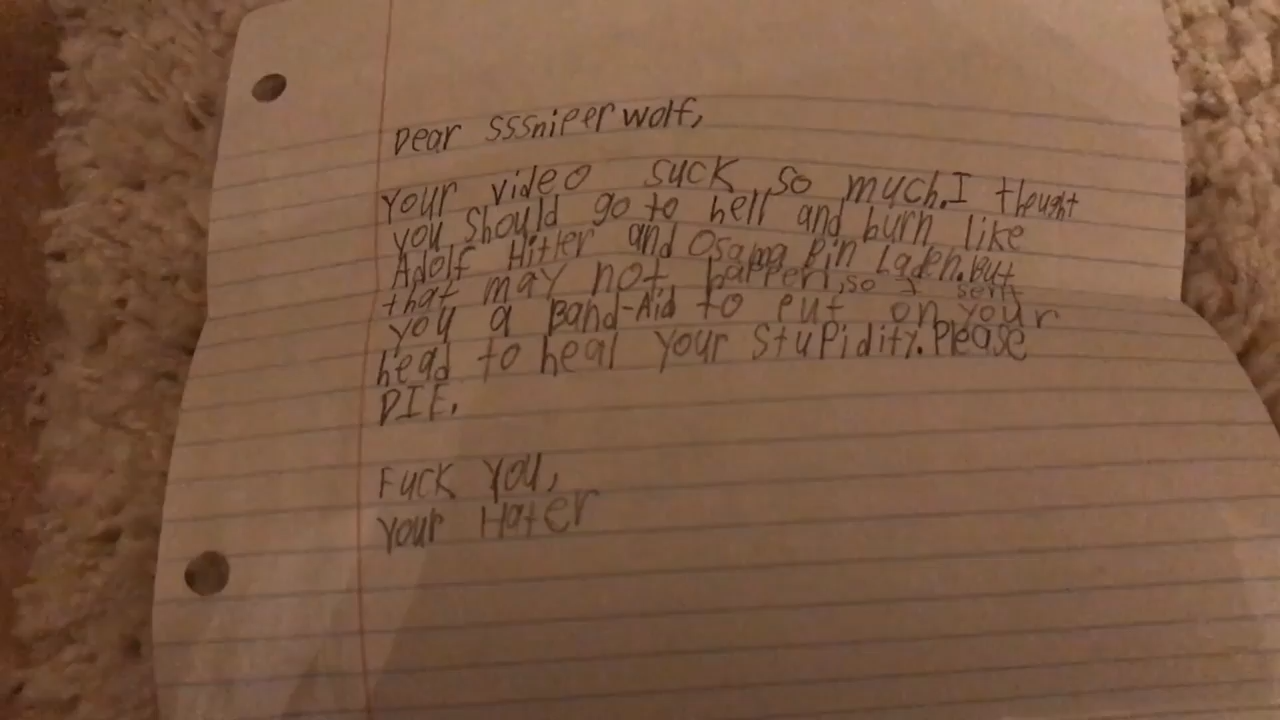 Dear sssniperwolf,
Your video suck so much. I thought
you should go to hell and burn like
Adolf Hitler and Osama Bin Laden. But
that may not happen, so I sent
you a Band-Aid to put on your
head to heal your stupidity. Please
DIE.
Fuck You,
Your Hater